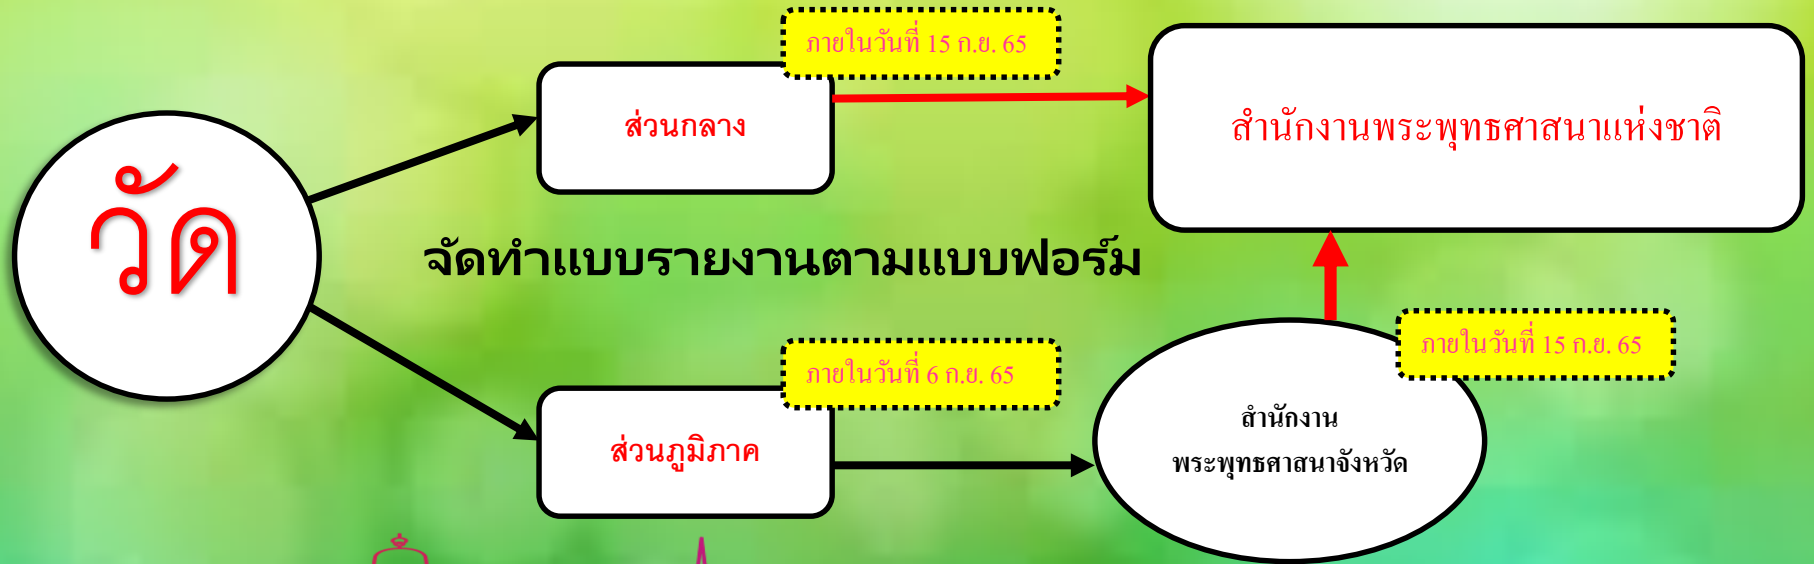 วัด
ส่วนกลาง
ภายในวันที่ 15 ก.ย. 65
สำนักงานพระพุทธศาสนาแห่งชาติ
จัดทำแบบรายงานตามแบบฟอร์ม
ส่วนภูมิภาค
ภายในวันที่ 6 ก.ย. 65
สำนักงาน
พระพุทธศาสนาจังหวัด
ภายในวันที่ 15 ก.ย. 65